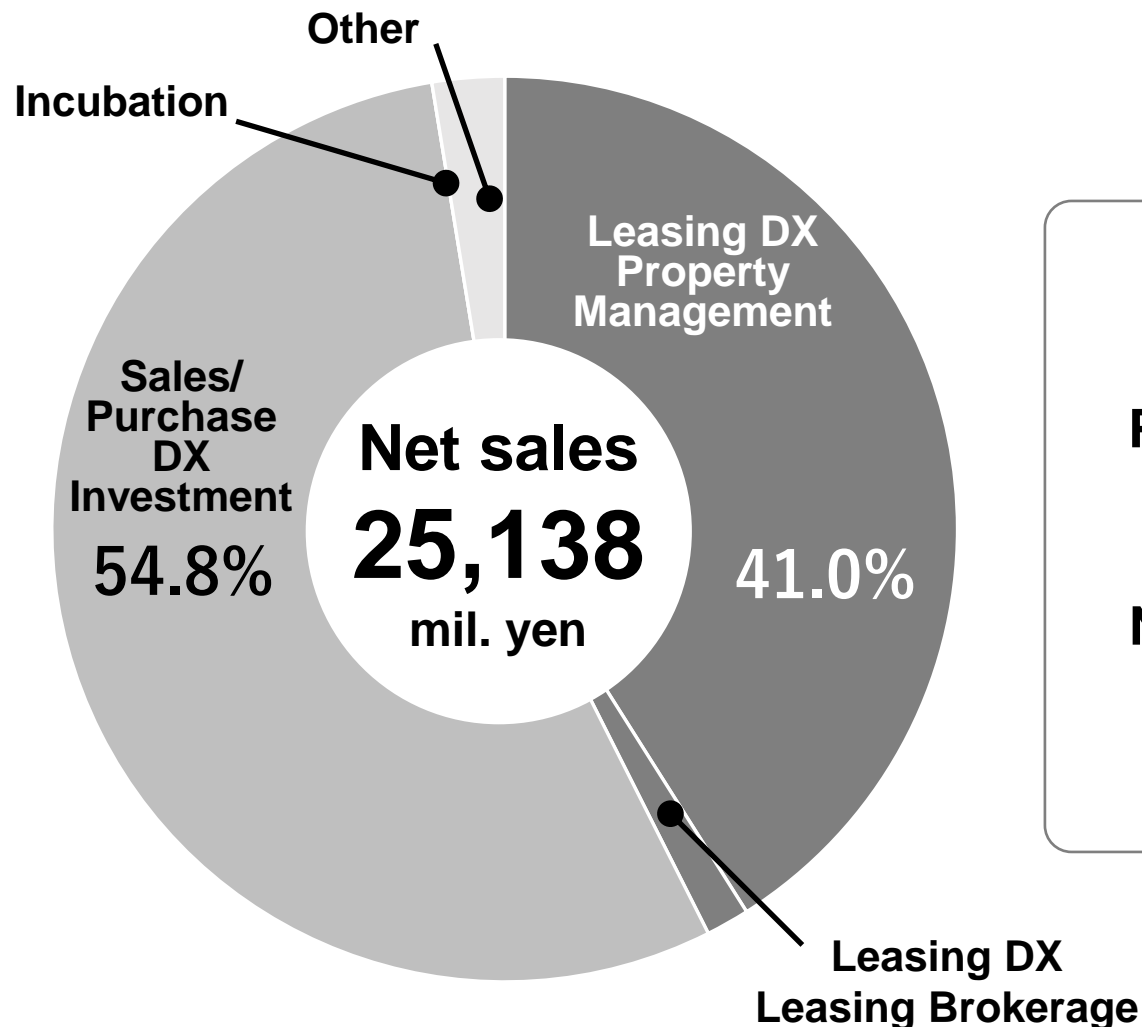 Other
Incubation
Leasing DX
Property
Management
41.0%
Sales/
Purchase
DX
Investment
54.8%
Net sales
25,138
mil. yen
Leasing DX
Leasing Brokerage